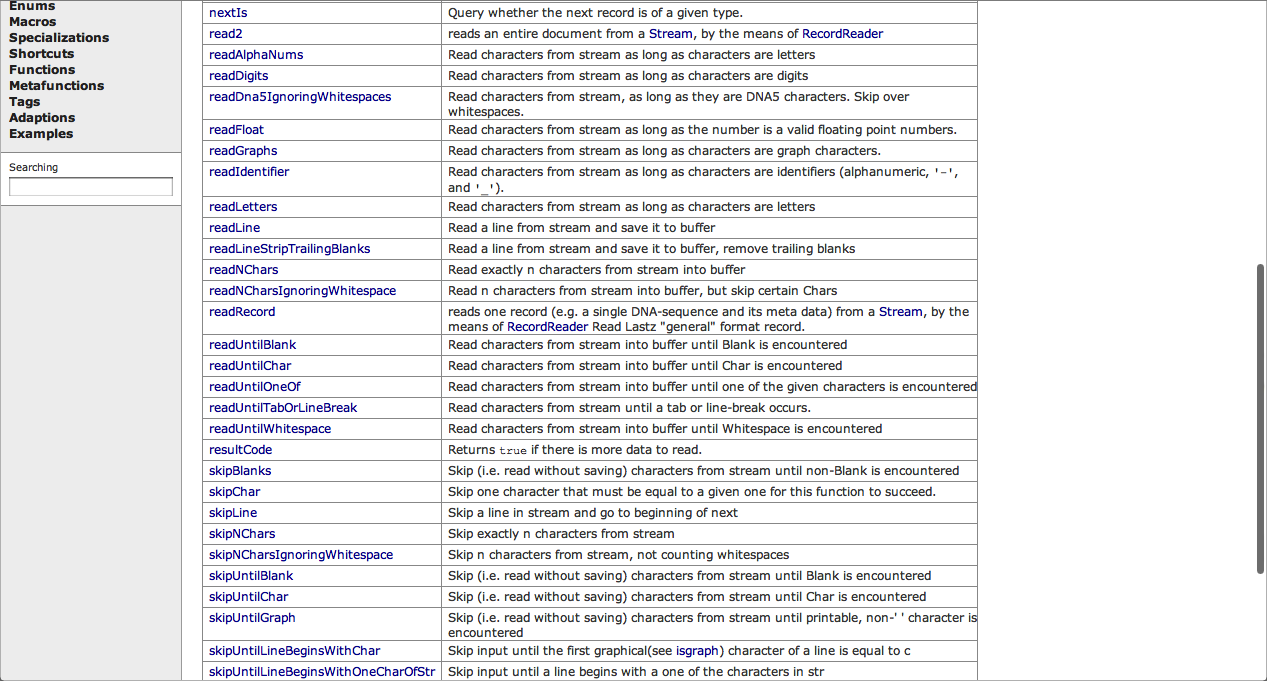 Enums
Macros
Specializations
Shortcuts
Functions
Metafunctions
Tags
Adaptions
Examples
Searching
nextIs Query whether the next record is of a given type.
read2 reads an entire document from a Stream, by the means of RecordReader
readAlphaNums Read characters from stream as long as characters are letters
readDigits Read characters from stream as long as characters are digits
readDna5IgnoringWhitespaces Read characters from stream, as long as they are DNA5 characters. Skip over
whitespaces.
readFloat Read characters from stream as long as the number is a valid floating point numbers.
readGraphs Read characters from stream as long as characters are graph characters.
readIdentifier Read characters from stream as long as characters are identifiers (alphanumeric, '-',
and '_').
readLetters Read characters from stream as long as characters are letters
readLine Read a line from stream and save it to buffer
readLineStripTrailingBlanks Read a line from stream and save it to buffer, remove trailing blanks
readNChars Read exactly n characters from stream into buffer
readNCharsIgnoringWhitespace Read n characters from stream into buffer, but skip certain Chars
readRecord reads one record (e.g. a single DNA-sequence and its meta data) from a Stream, by the
means of RecordReader Read Lastz "general" format record.
readUntilBlank Read characters from stream into buffer until Blank is encountered
readUntilChar Read characters from stream into buffer until Char is encountered
readUntilOneOf Read characters from stream into buffer until one of the given characters is encountered
readUntilTabOrLineBreak Read characters from stream until a tab or line-break occurs.
readUntilWhitespace Read characters from stream into buffer until Whitespace is encountered
resultCode Returns true if there is more data to read.
skipBlanks Skip (i.e. read without saving) characters from stream until non-Blank is encountered
skipChar Skip one character that must be equal to a given one for this function to succeed.
skipLine Skip a line in stream and go to beginning of next
skipNChars Skip exactly n characters from stream
skipNCharsIgnoringWhitespace Skip n characters from stream, not counting whitespaces
skipUntilBlank Skip (i.e. read without saving) characters from stream until Blank is encountered
skipUntilChar Skip (i.e. read without saving) characters from stream until Char is encountered
skipUntilGraph Skip (i.e. read without saving) characters from stream until printable, non-' ' character is
encountered
skipUntilLineBeginsWithChar Skip input until the first graphical(see isgraph) character of a line is equal to c
skipUntilLineBeginsWithOneCharOfStr Skip input until a line begins with a one of the characters in str